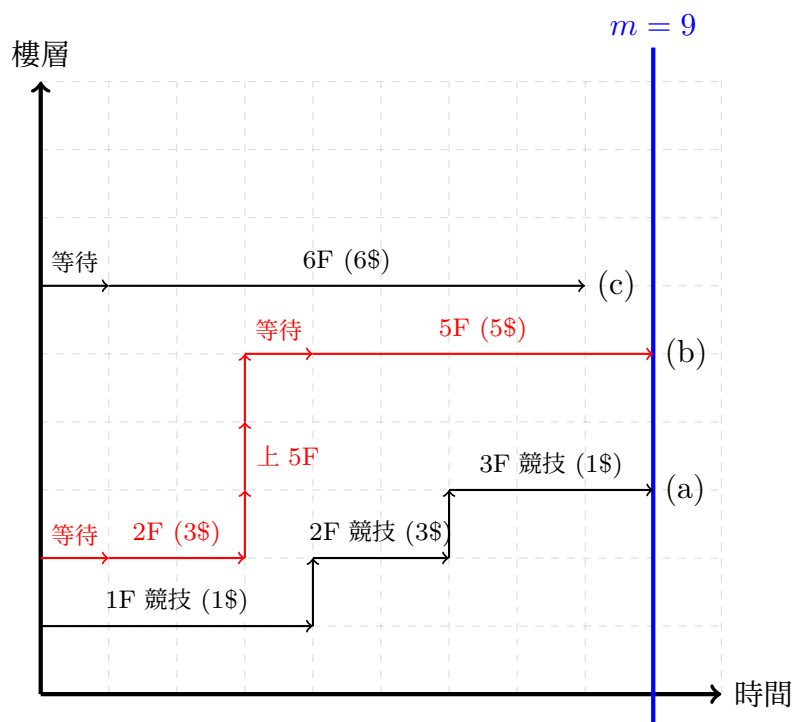 m = 9
樓層
等待
6F (6$)
(c)
等待
5F (5$)
(b)
上 5F
3F 競技 (1$)
(a)
等待
2F (3$)
2F 競技 (3$)
1F 競技 (1$)
時間